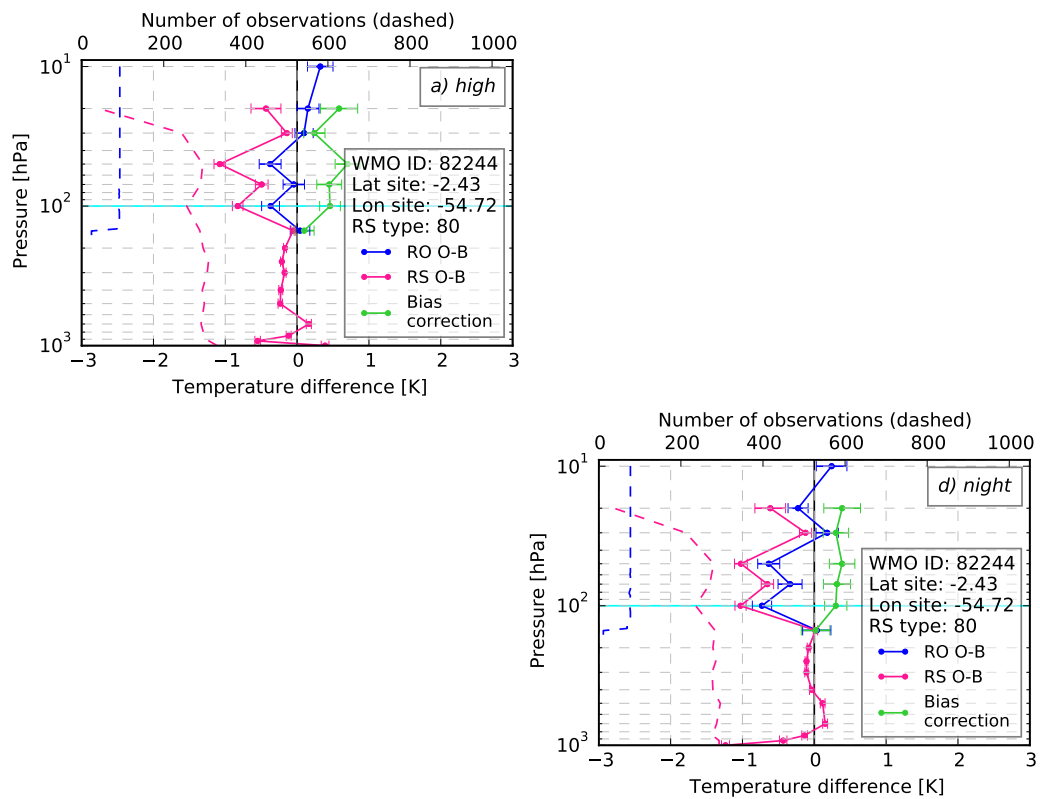 Number of observations (dashed)
0 200 400 600 800 1000
10¹
a) high
WMO ID: 82244
Lat site: -2.43
Lon site: -54.72
RS type: 80
RO O-B
RS O-B
Bias
correction
Pressure [hPa]
10²
10³
−3 −2 −1 0 1 2 3
Temperature difference [K]
Number of observations (dashed)
0 200 400 600 800 1000
10¹
d) night
WMO ID: 82244
Lat site: -2.43
Lon site: -54.72
RS type: 80
RO O-B
RS O-B
Bias
correction
Pressure [hPa]
10²
10³
−3 −2 −1 0 1 2 3
Temperature difference [K]